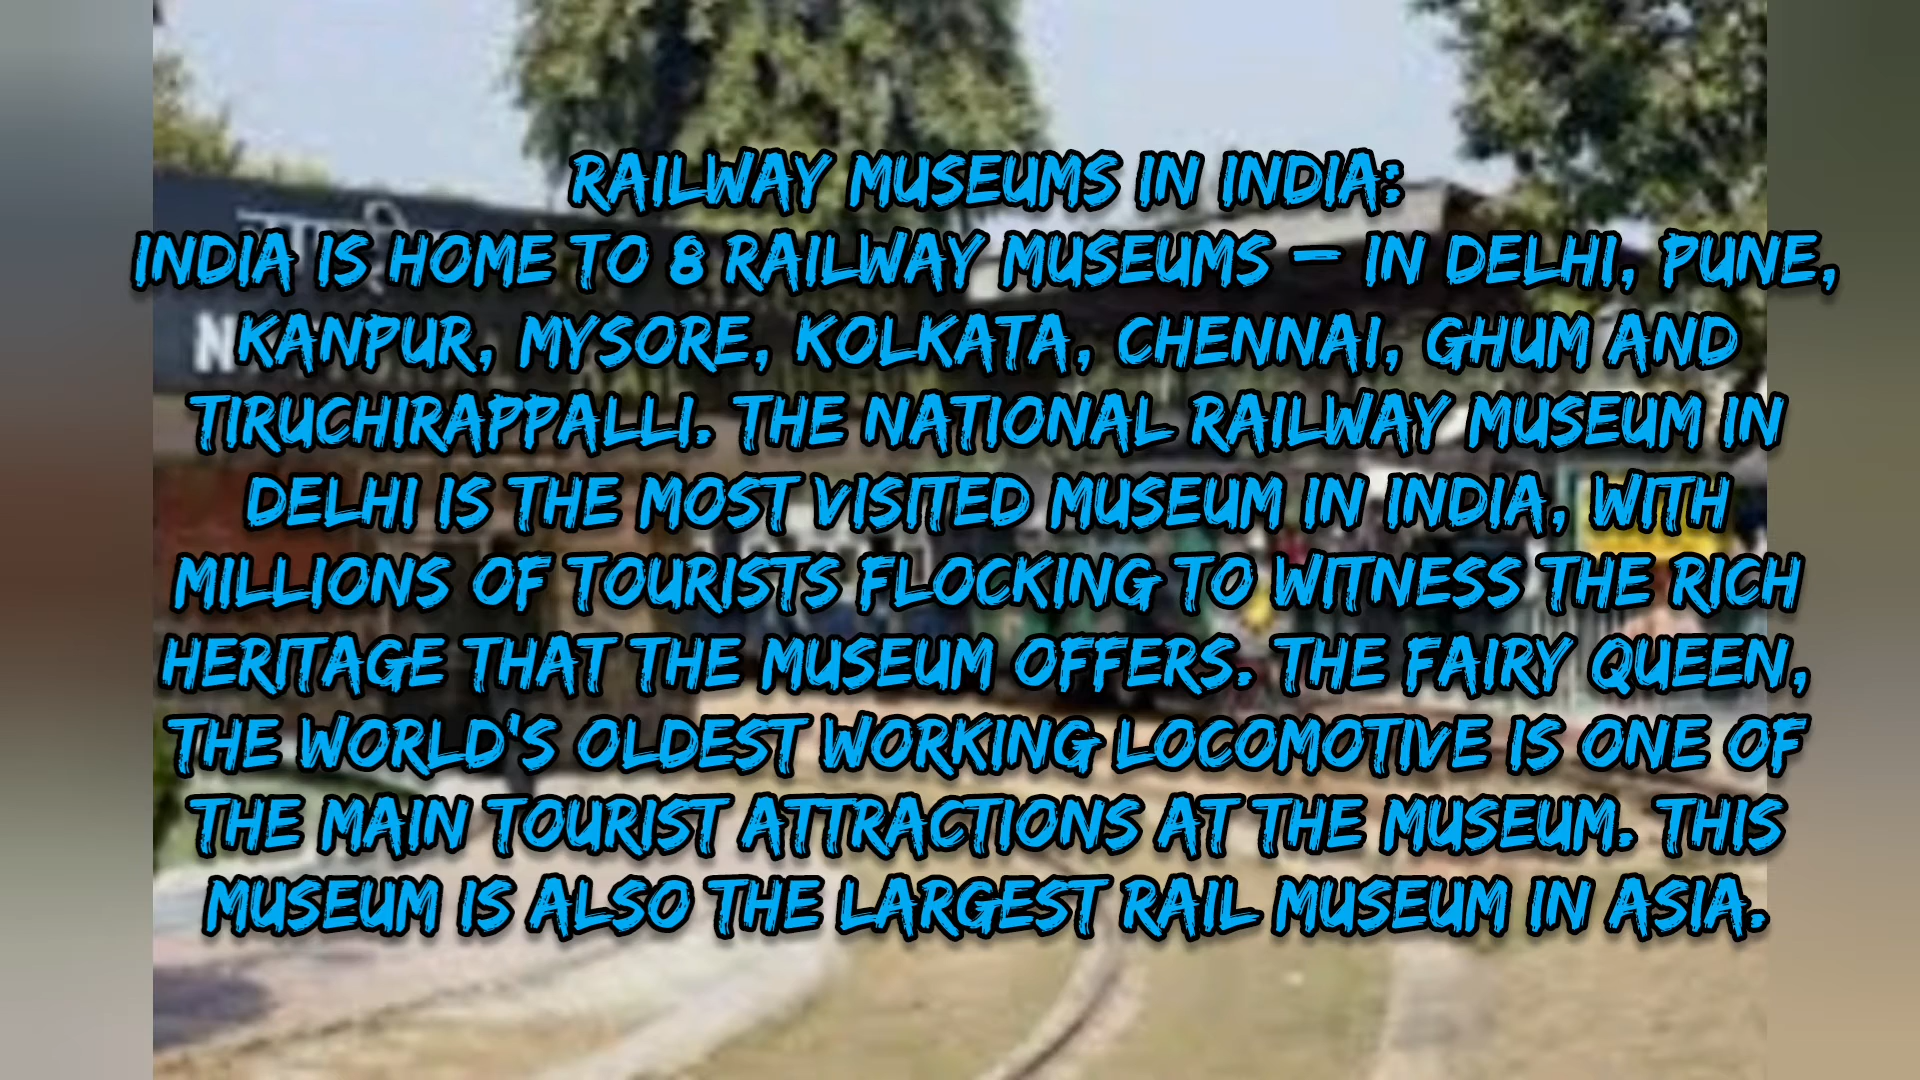 RAILWAY MUSEUMS IN INDIA:
INDIA IS HOME TO 8 RAILWAY MUSEUMS – IN DELHI, PUNE,
KANPUR, MYSORE, KOLKATA, CHENNAI, GHUM AND
TIRUCHIRAPPALLI. THE NATIONAL RAILWAY MUSEUM IN
DELHI IS THE MOST VISITED MUSEUM IN INDIA, WITH
MILLIONS OF TOURISTS FLOCKING TO WITNESS THE RICH
HERITAGE THAT THE MUSEUM OFFERS. THE FAIRY QUEEN,
THE WORLD'S OLDEST WORKING LOCOMOTIVE IS ONE OF
THE MAIN TOURIST ATTRACTIONS AT THE MUSEUM. THIS
MUSEUM IS ALSO THE LARGEST RAIL MUSEUM IN ASIA.